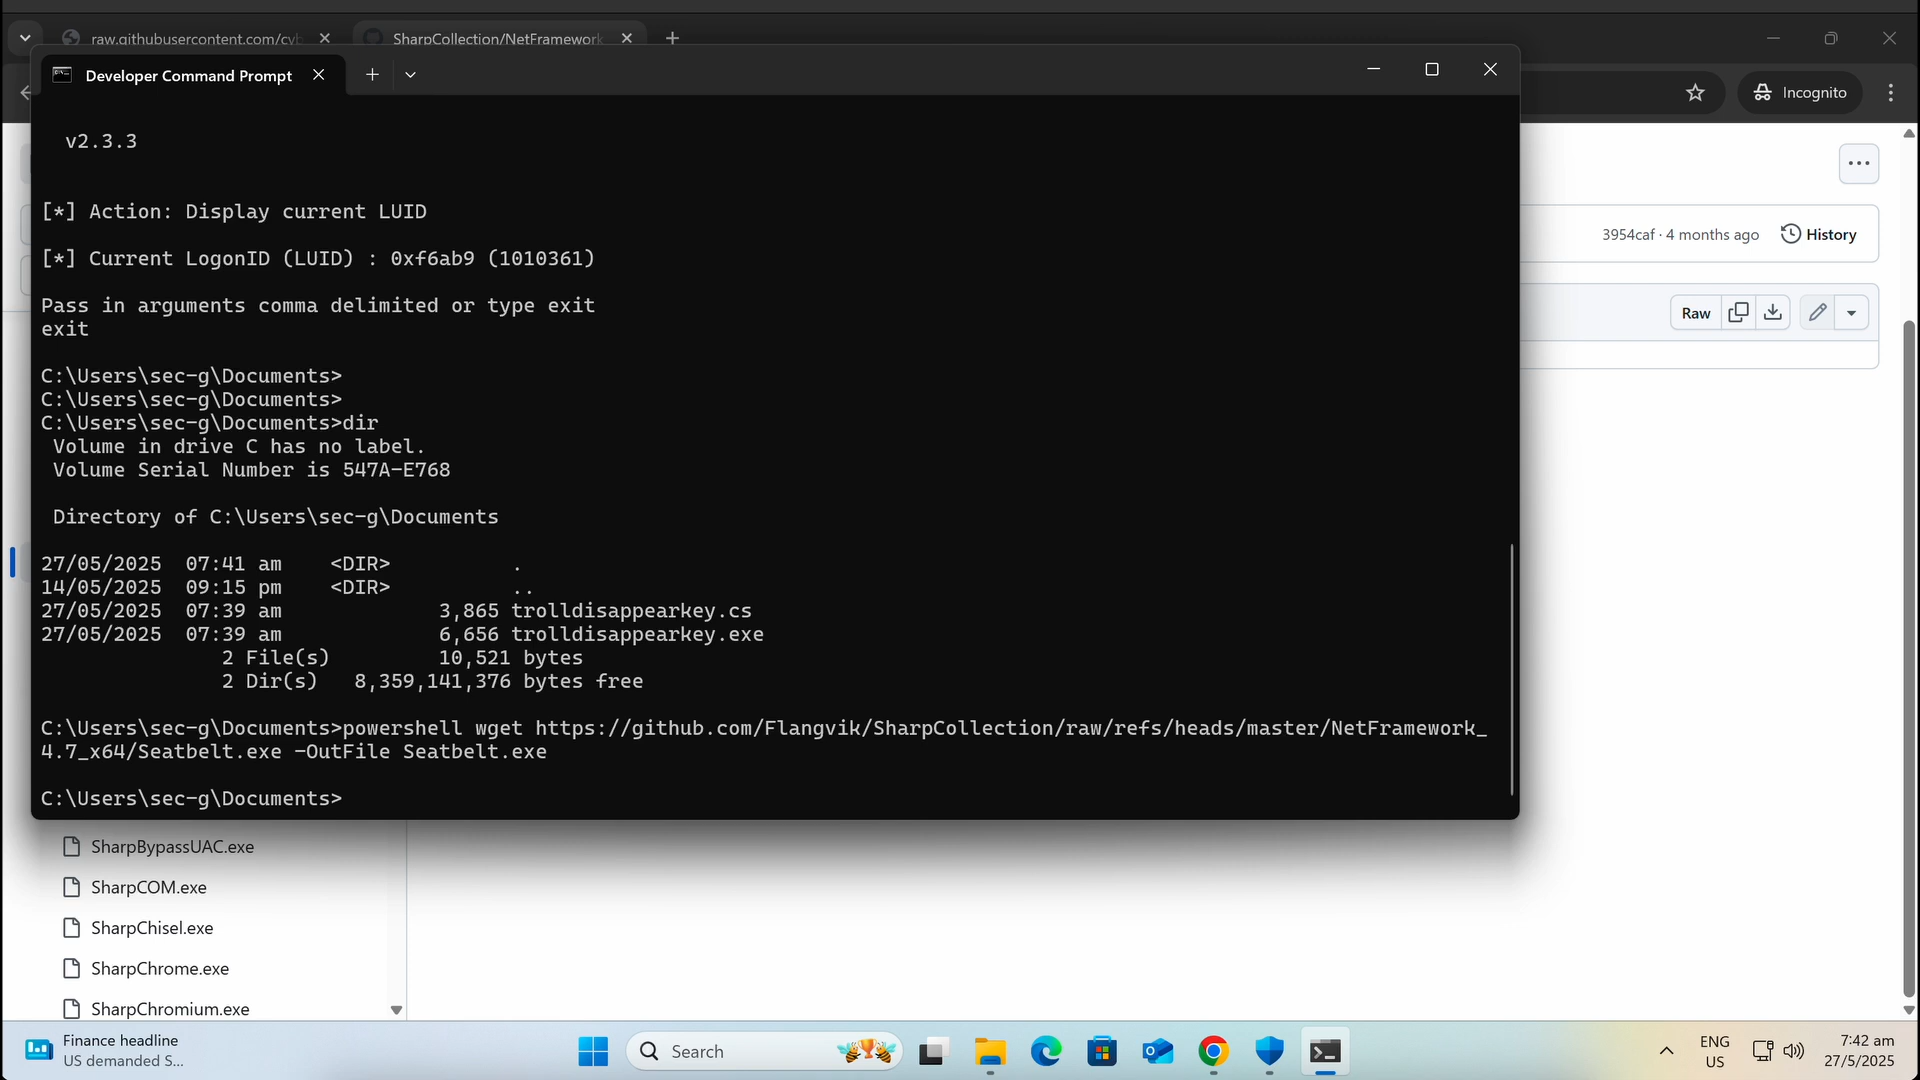 raw.githubusercontent.com/cyb
SharpCollection/NetFramework
Developer Command Prompt
Incognito
v2.3.3
[*] Action: Display current LUID
[*] Current LogonID (LUID) : 0xf6ab9 (1010361)
Pass in arguments comma delimited or type exit
exit
C:\Users\sec-g\Documents>
C:\Users\sec-g\Documents>
C:\Users\sec-g\Documents>dir
Volume in drive C has no label.
Volume Serial Number is 547A-E768
Directory of C:\Users\sec-g\Documents
27/05/2025  07:41 am    <DIR>          .
14/05/2025  09:15 pm    <DIR>          ..
27/05/2025  07:39 am             3,865 trolldisappearkey.cs
27/05/2025  07:39 am             6,656 trolldisappearkey.exe
2 File(s)         10,521 bytes
2 Dir(s)   8,359,141,376 bytes free
C:\Users\sec-g\Documents>powershell wget https://github.com/Flangvik/SharpCollection/raw/refs/heads/master/NetFramework_
4.7_x64/Seatbelt.exe -OutFile Seatbelt.exe
C:\Users\sec-g\Documents>
3954caf · 4 months ago
History
Raw
SharpBypassUAC.exe
SharpCOM.exe
SharpChisel.exe
SharpChrome.exe
SharpChromium.exe
Finance headline
US demanded S...
Search
ENG
US
7:42 am
27/5/2025